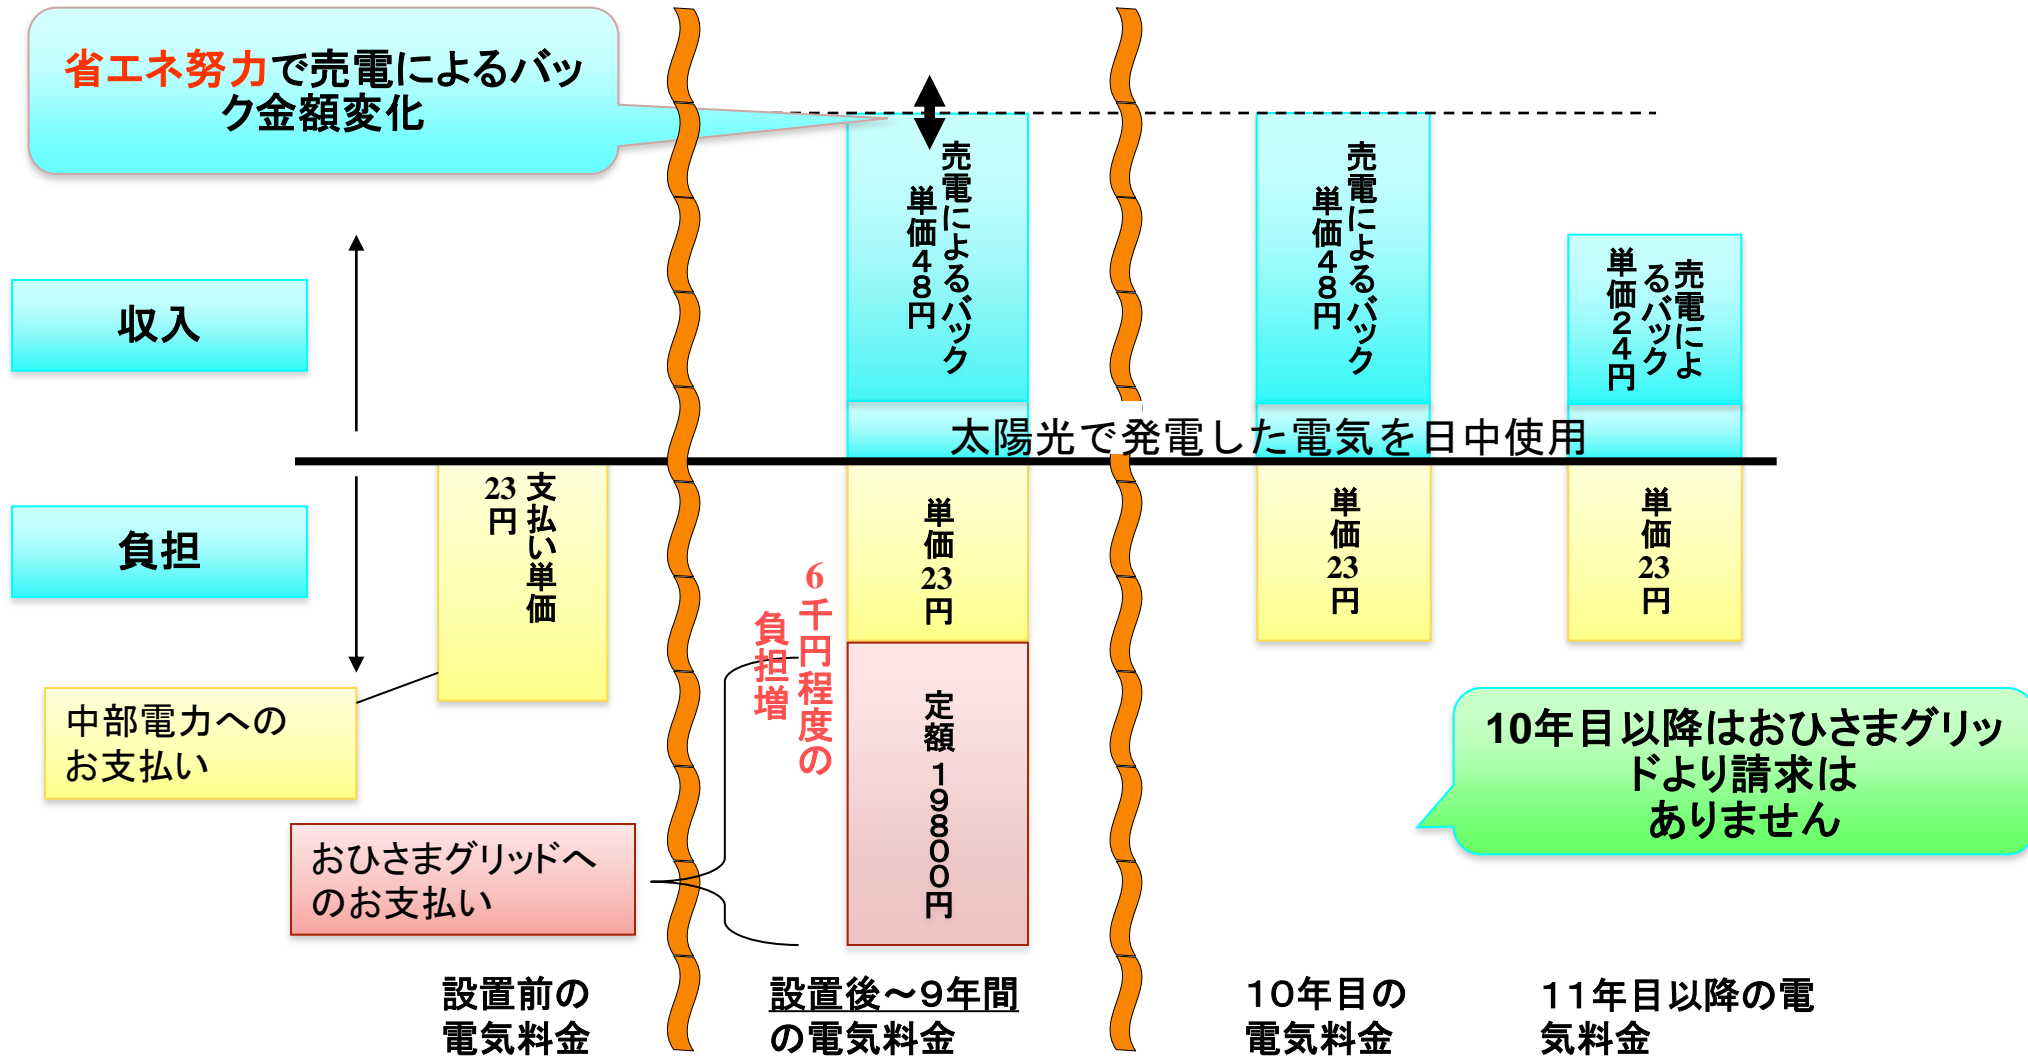 省エネ努力で売電によるバッ
ク金額変化
収入
負担
中部電力への
お支払い
おひさまグリッドへ
のお支払い
支払い単価
23円
6千円程度の
負担増
売電によるバック
単価48円
単価23円
定額19800円
売電によるバック
単価48円
単価23円
売電によ
るバック
単価24円
単価23円
太陽光で発電した電気を日中使用
10年目以降はおひさまグリッ
ドより請求は
ありません
設置前の
電気料金
設置後～9年間
の電気料金
10年目の
電気料金
11年目以降の電
気料金